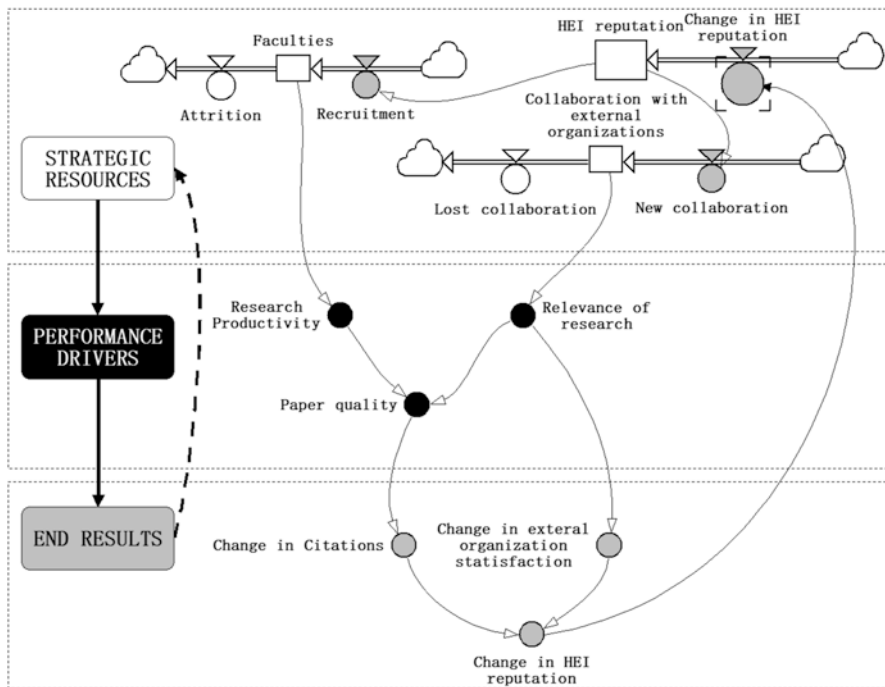 Faculties
HEI reputation
Change in HEI
reputation
Attrition
Recruitment
Collaboration with
external
organizations
STRATEGIC
RESOURCES
Lost collaboration
New collaboration
Research
Productivity
Relevance of
research
PERFORMANCE
DRIVERS
Paper quality
END RESULTS
Change in Citations
Change in exteral
organization
statisfaction
Change in HEI
reputation